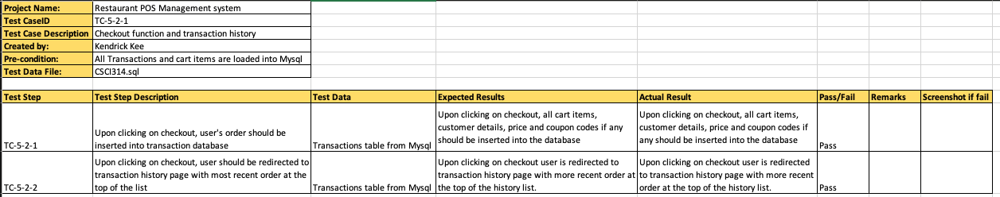 Project Name: Restaurant POS Management system
Test CaseID TC-5-2-1
Test Case Description Checkout function and transaction history
Created by: Kendrick Kee
Pre-condition: All Transactions and cart items are loaded into Mysql
Test Data File: CSCI314.sql
Test Step Test Step Description Test Data Expected Results Actual Result Pass/Fail Remarks Screenshot if fail
TC-5-2-1
Upon clicking on checkout, user's order should be
inserted into transaction database
Transactions table from Mysql
Upon clicking on checkout, all cart items,
customer details, price and coupon codes if any
should be inserted into the database
Upon clicking on checkout, all cart items,
customer details, price and coupon codes if
any should be inserted into the database
Pass
TC-5-2-2
Upon clicking on checkout, user should be redirected to
transaction history page with most recent order at the
top of the list
Transactions table from Mysql
Upon clicking on checkout user is redirected to
transaction history page with more recent order at
the top of the history list.
Upon clicking on checkout user is redirected
to transaction history page with more recent
order at the top of the history list.
Pass